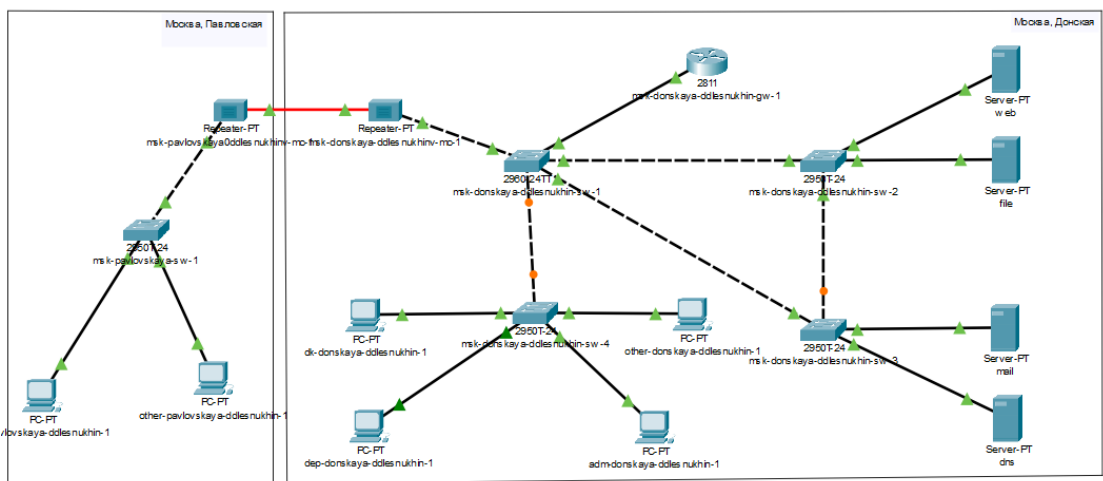 Москва, Павловская
Москва, Донская
2811
msk-donskaya-ddlesnukhin-gw-1
Server-PT
web
Repeater-PT
Repeater-PT
msk-donskaya-ddlesnukhinv-mc-1
2960-24TT
msk-donskaya-ddlesnukhin-sw-1
2950T-24
msk-donskaya-ddlesnukhin-sw-2
Server-PT
file
2950T-24
msk-pavlovskaya-sw-1
PC-PT
dk-donskaya-ddlesnukhin-1
2950T-24
msk-donskaya-ddlesnukhin-sw-4
PC-PT
other-donskaya-ddlesnukhin-1
2950T-24
msk-donskaya-ddlesnukhin-sw-3
Server-PT
mail
PC-PT
vlovskaya-ddlesnukhin-1
PC-PT
other-pavlovskaya-ddlesnukhin-1
PC-PT
dep-donskaya-ddlesnukhin-1
PC-PT
adm-donskaya-ddlesnukhin-1
Server-PT
dns